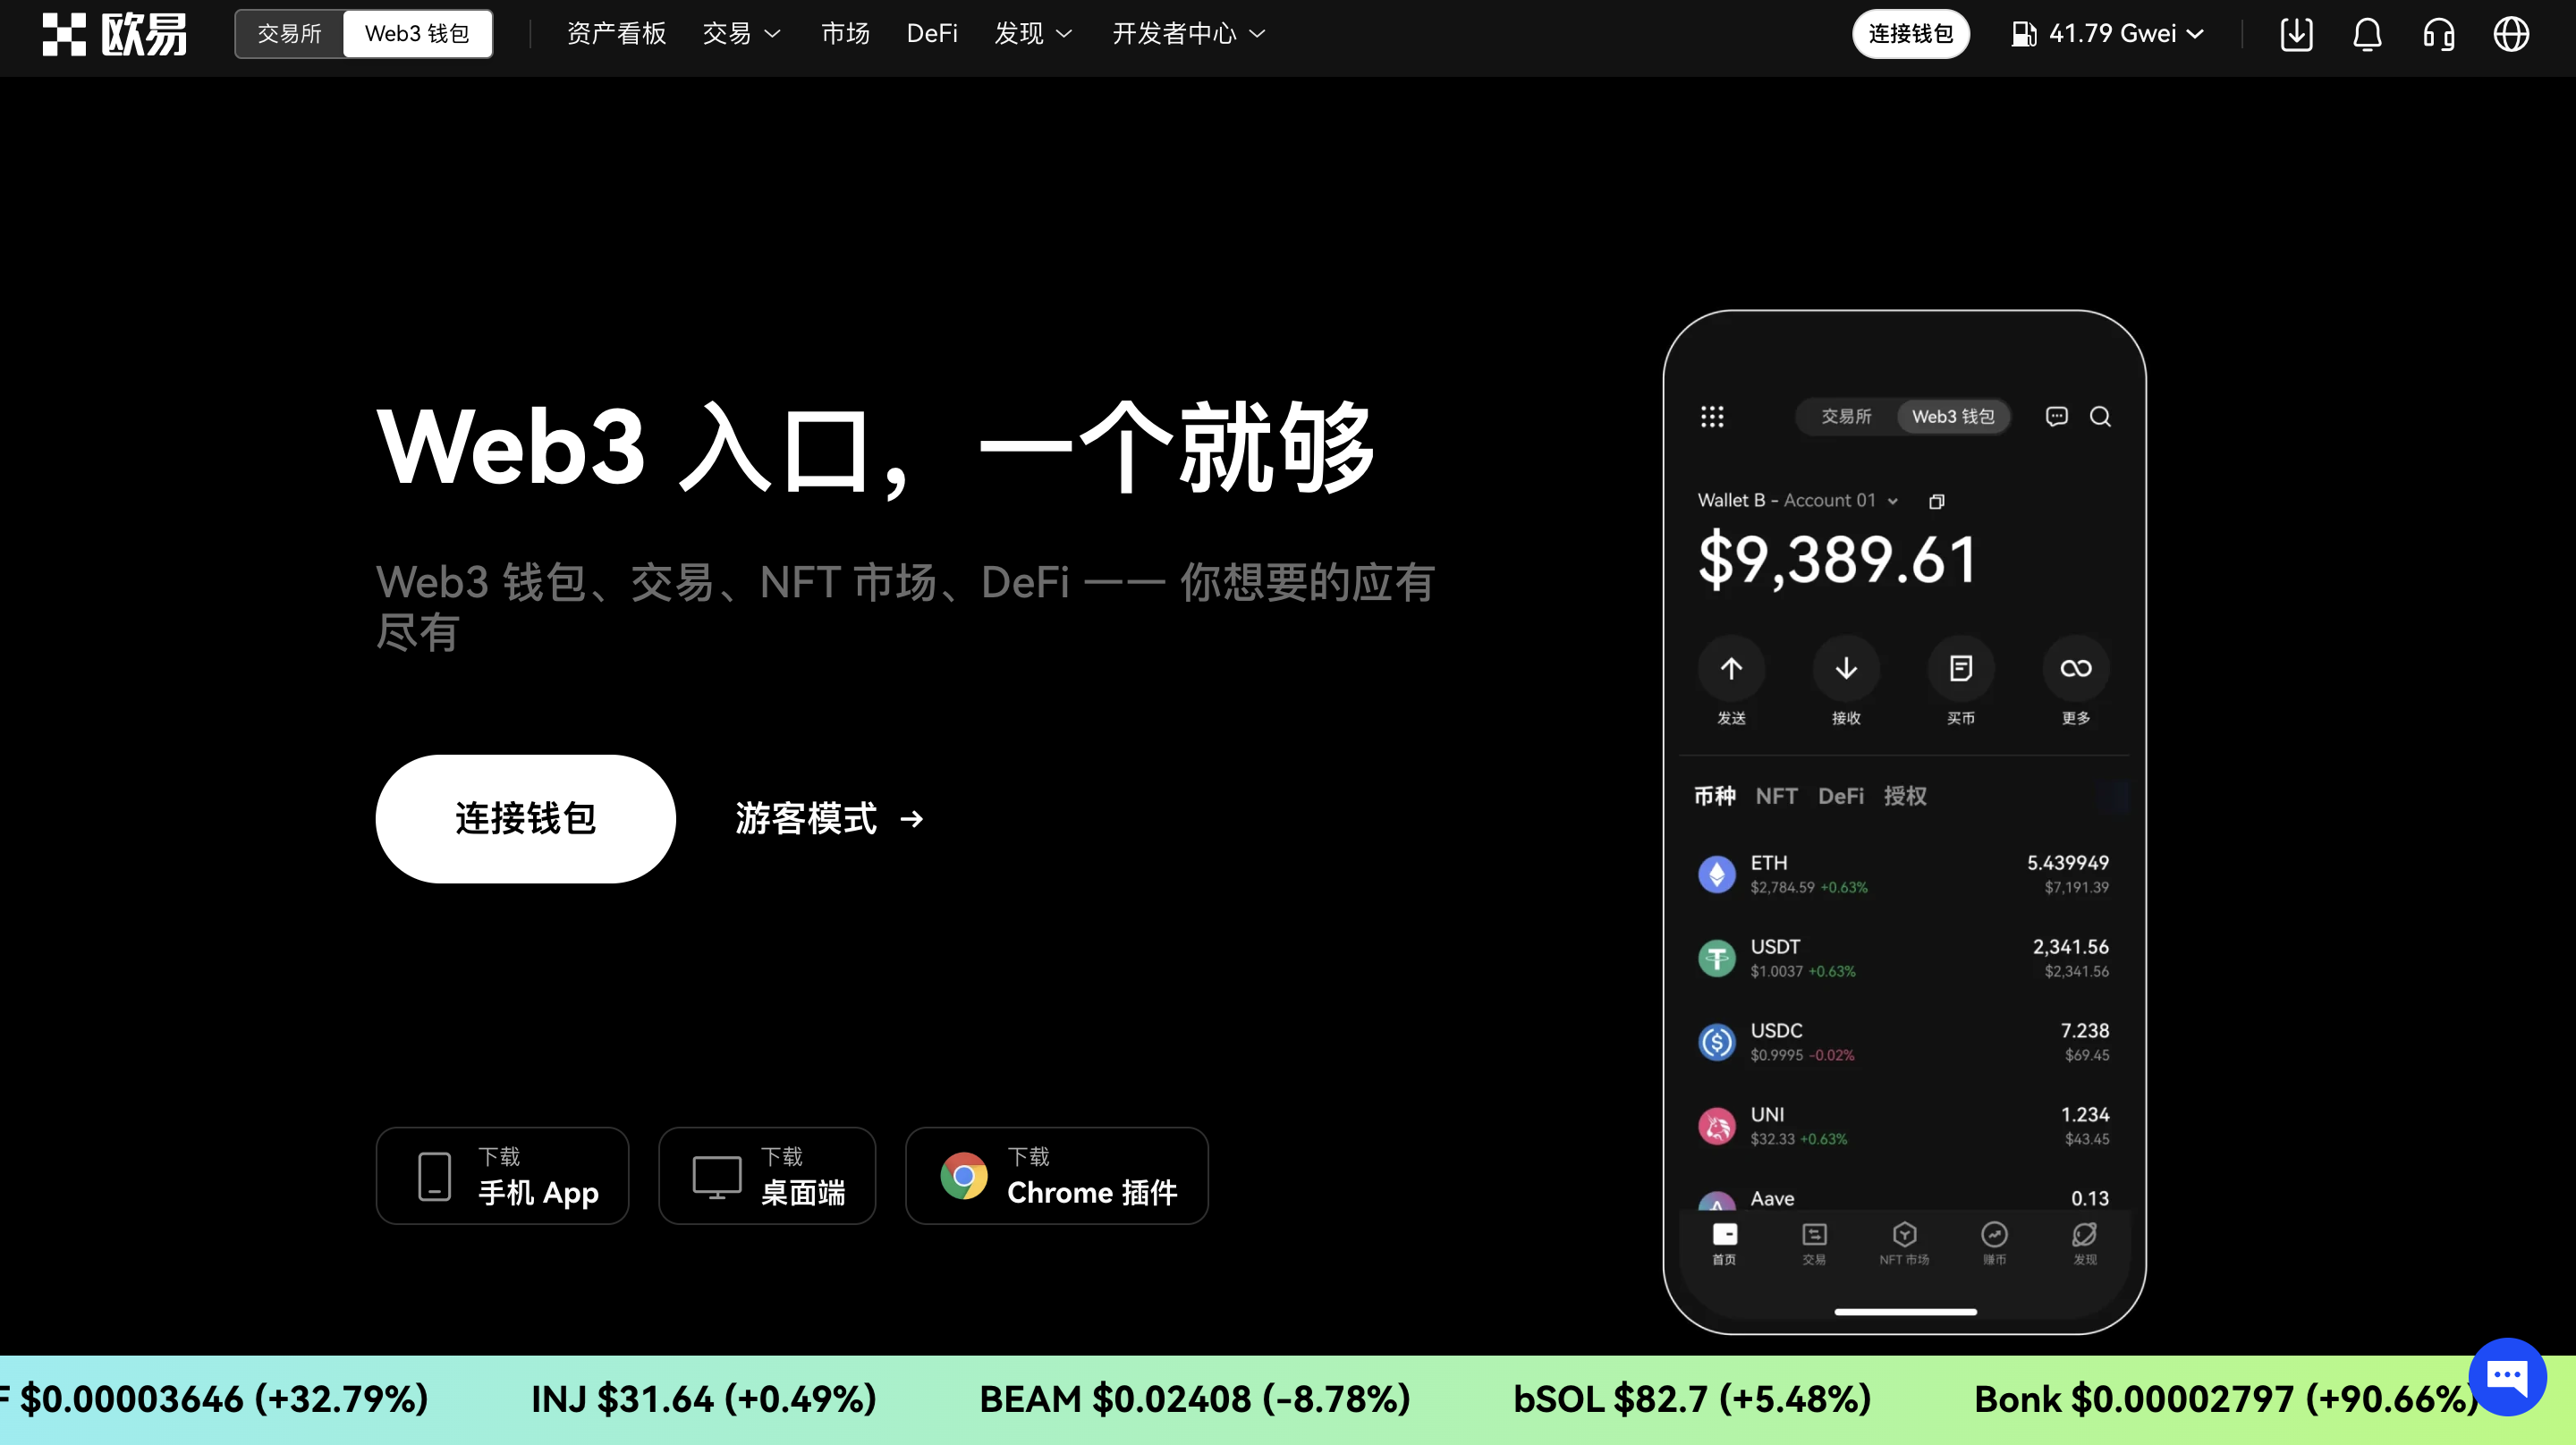 欧易
交易所 Web3 钱包
资产看板 交易 市场 DeFi 发现 开发者中心
连接钱包
41.79 Gwei
Web3 入口，一个就够
Web3 钱包、交易、NFT 市场、DeFi 一一 你想要的应有
尽有
连接钱包
游客模式 →
下载
手机 App
下载
桌面端
下载
Chrome 插件
交易所 Web3 钱包
Wallet B - Account 01
$9,389.61
发送 接收 买币 更多
币种 NFT DeFi 授权
ETH 5.439949
$2,784.59 +0.63% $7,191.39
USDT 2,341.56
$1.0037 +0.63% $2,341.56
USDC 7.238
$0.9995 -0.02% $69.45
UNI 1.234
$32.33 +0.63% $43.45
Aave 0.13
首页 交易 NFT 市场 赚币 发现
F $0.00003646 (+32.79%) INJ $31.64 (+0.49%) BEAM $0.02408 (-8.78%) bSOL $82.7 (+5.48%) Bonk $0.00002797 (+90.66%)